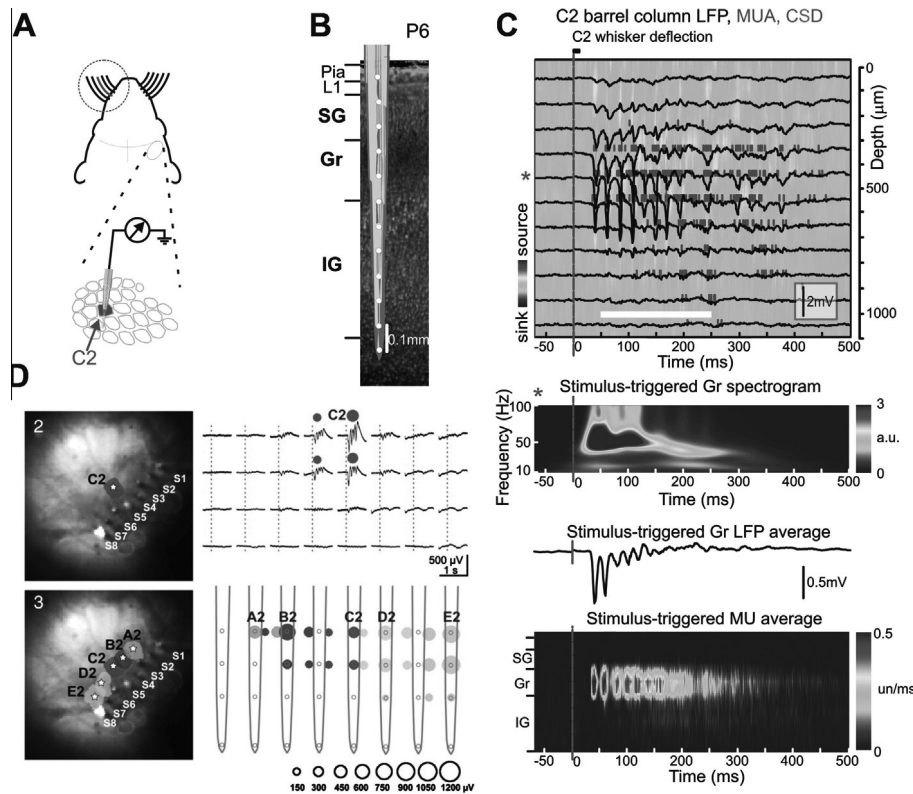 A
C2
B
P6
Pia
L1
SG
Gr
IG
0.1mm
C
C2 barrel column LFP, MUA, CSD
C2 whisker deflection
0
500
1000
Depth (μm)
*
sink
source
2mV
-50 0 100 200 300 400 500
Time (ms)
*
Stimulus-triggered Gr spectrogram
100
50
10
Frequency (Hz)
3
a.u.
0
-50 0 100 200 300 400 500
Time (ms)
Stimulus-triggered Gr LFP average
0.5mV
Stimulus-triggered MU average
SG
Gr
IG
0.5
un/ms
0
-50 0 100 200 300 400 500
Time (ms)
D
2
C2
S1
S2
S3
S4
S5
S6
S7
S8
C2
500 μV
1 s
3
A2
B2
C2
D2
E2
S1
S2
S3
S4
S5
S6
S7
S8
A2 B2 C2 D2 E2
150 300 450 600 750 900 1050 1200 μV